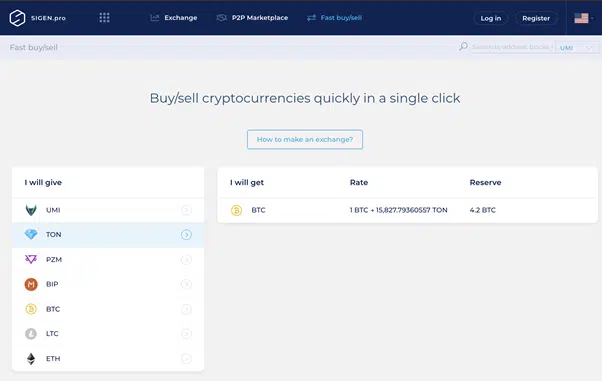 SIGEN.pro
Exchange
P2P Marketplace
Fast buy/sell
Log in
Register
Fast buy/sell
UMI
Buy/sell cryptocurrencies quickly in a single click
How to make an exchange?
I will give
UMI
TON
PZM
BIP
BTC
LTC
ETH
I will get Rate Reserve
BTC 1 BTC = 15,827.79360557 TON 4.2 BTC